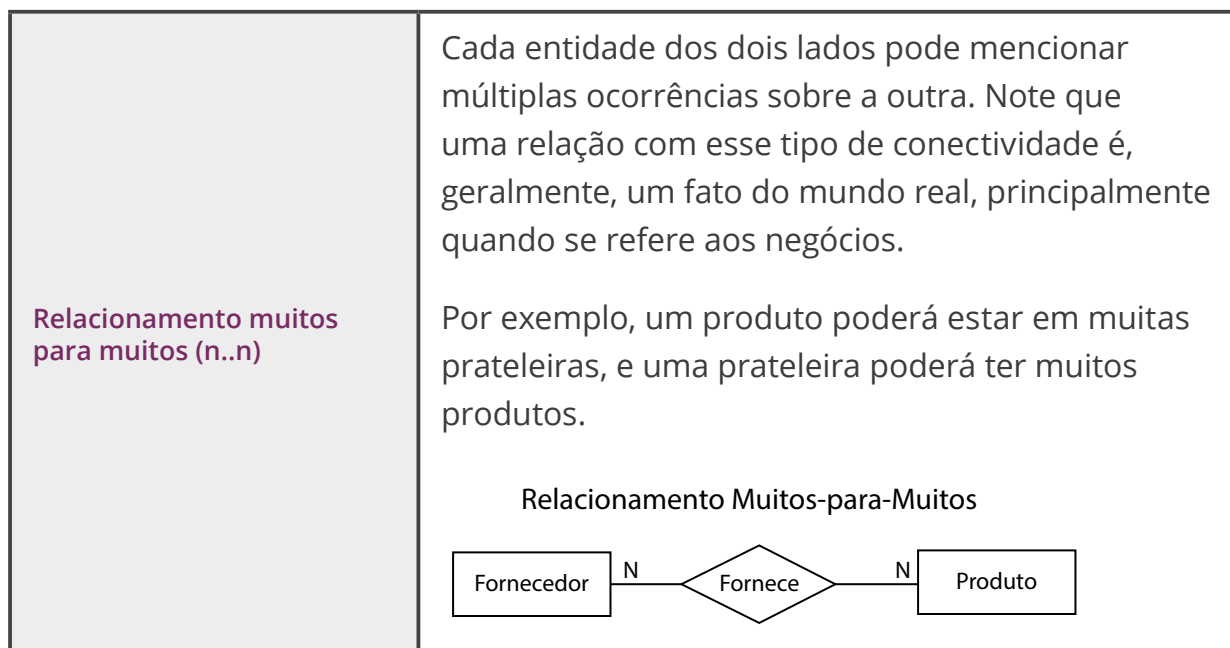 Relacionamento muitos
para muitos (n..n)
Cada entidade dos dois lados pode mencionar
múltiplas ocorrências sobre a outra. Note que
uma relação com esse tipo de conectividade é,
geralmente, um fato do mundo real, principalmente
quando se refere aos negócios.
Por exemplo, um produto poderá estar em muitas
prateleiras, e uma prateleira poderá ter muitos
produtos.
Relacionamento Muitos-para-Muitos
Fornecedor N Fornece N Produto